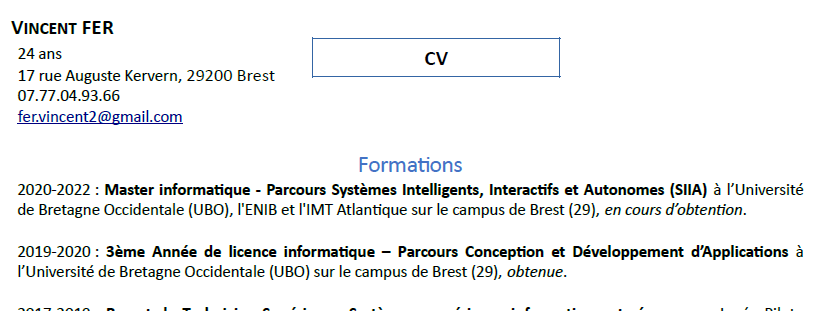 VINCENT FER
24 ans
17 rue Auguste Kervern, 29200 Brest
07.77.04.93.66
fer.vincent2@gmail.com
CV
Formations
2020-2022 : Master informatique - Parcours Systèmes Intelligents, Interactifs et Autonomes (SIIA) à l’Université
de Bretagne Occidentale (UBO), l'ENIB et l'IMT Atlantique sur le campus de Brest (29), en cours d’obtention.
2019-2020 : 3ème Année de licence informatique – Parcours Conception et Développement d’Applications à
l’Université de Bretagne Occidentale (UBO) sur le campus de Brest (29), obtenue.